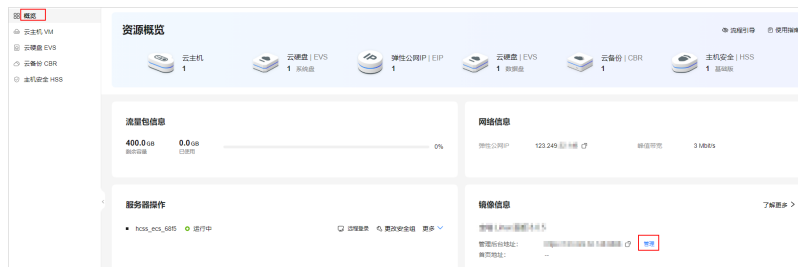 概览
云主机 VM
云硬盘 EVS
云备份 CBR
主机安全 HSS
资源概览
流程引导
使用指南
云主机
1
云硬盘 | EVS
1 系统盘
弹性公网IP | EIP
1
云硬盘 | EVS
1 数据盘
云备份 | CBR
1
主机安全 | HSS
1 基础版
流量包信息
400.0 GB
剩余容量
0.0 GB
已使用
0%
网络信息
弹性公网IP 123.249
峰值带宽 3 Mbit/s
服务器操作
hcss_ecs_68f5 运行中
远程登录 更改安全组 更多
镜像信息
了解更多 >
管理后台地址:
管理
首页地址: --